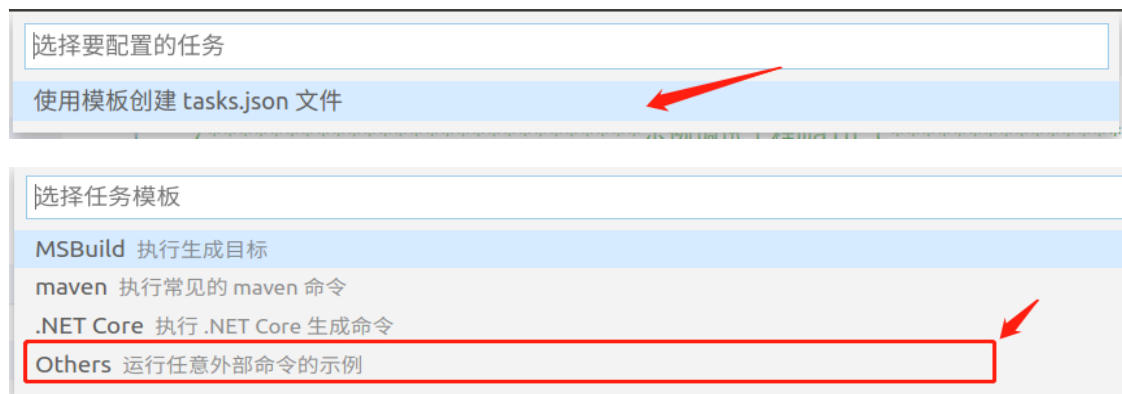 选择要配置的任务
使用模板创建 tasks.json 文件
选择任务模板
MSBuild 执行生成目标
maven 执行常见的 maven 命令
.NET Core 执行 .NET Core 生成命令
Others 运行任意外部命令的示例